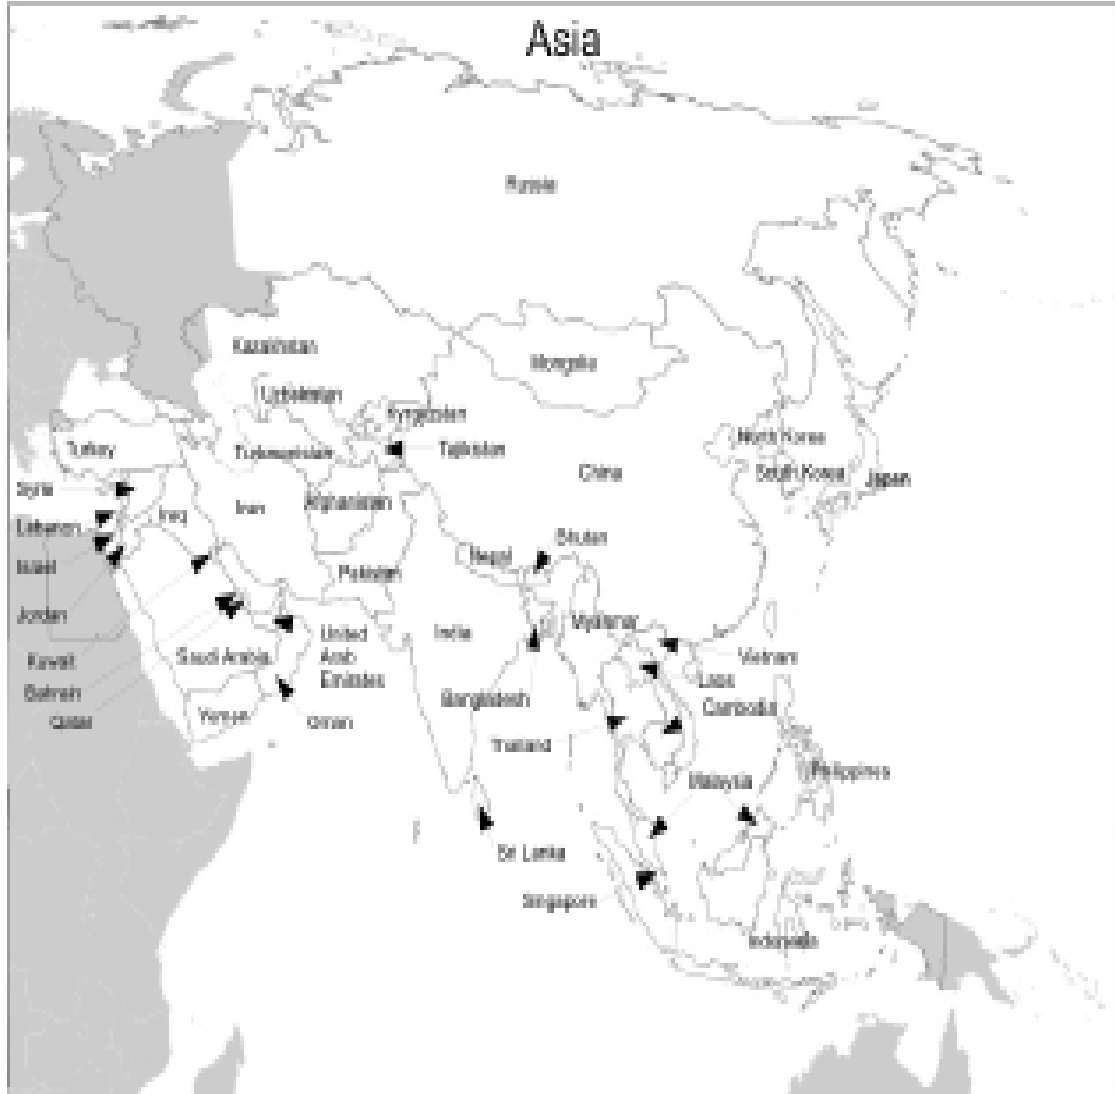 Asia
Russia
Kazakhstan
Mongolia
Uzbekistan
Kyrgyzstan
Turkey
Turkmenistan
Tajikistan
North Korea
China
South Korea
Japan
Syria
Iran
Afghanistan
Lebanon
Iraq
Israel
Nepal
Bhutan
Pakistan
Jordan
Kuwait
Saudi Arabia
United
Arab
Emirates
India
Myanmar
Vietnam
Bahrain
Laos
Qatar
Yemen
Oman
Bangladesh
Cambodia
Thailand
Malaysia
Philippines
Sri Lanka
Singapore
Indonesia